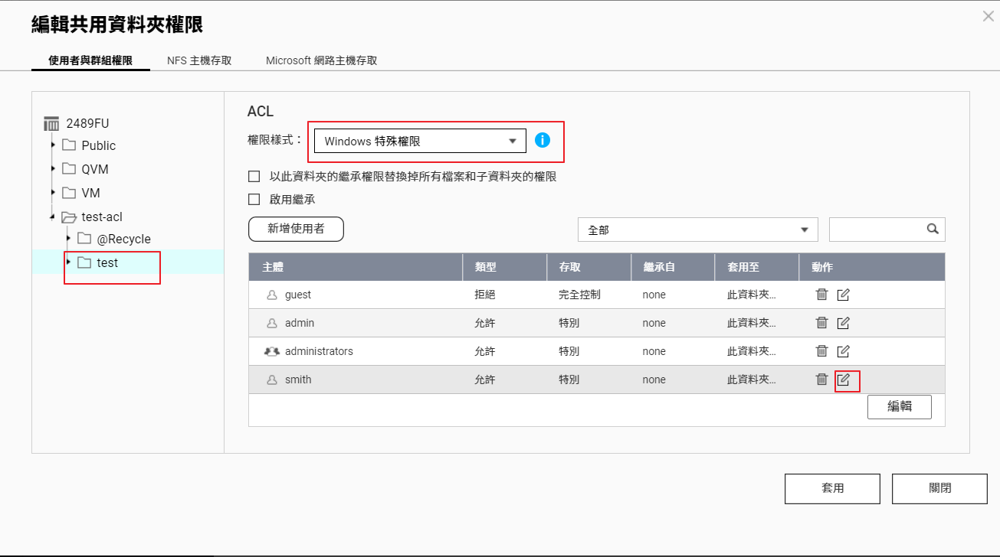 編輯共用資料夾權限
使用者與群組權限 NFS 主機存取 Microsoft 網路主機存取
2489FU
Public
QVM
VM
test-acl
@Recycle
test
ACL
權限樣式： Windows 特殊權限
以此資料夾的繼承權限替換掉所有檔案和子資料夾的權限
啟用繼承
新增使用者 全部
主體 類型 存取 繼承自 套用至 動作
guest 拒絕 完全控制 none 此資料夾...
admin 允許 特別 none 此資料夾...
administrators 允許 特別 none 此資料夾...
smith 允許 特別 none 此資料夾...
編輯
套用 關閉